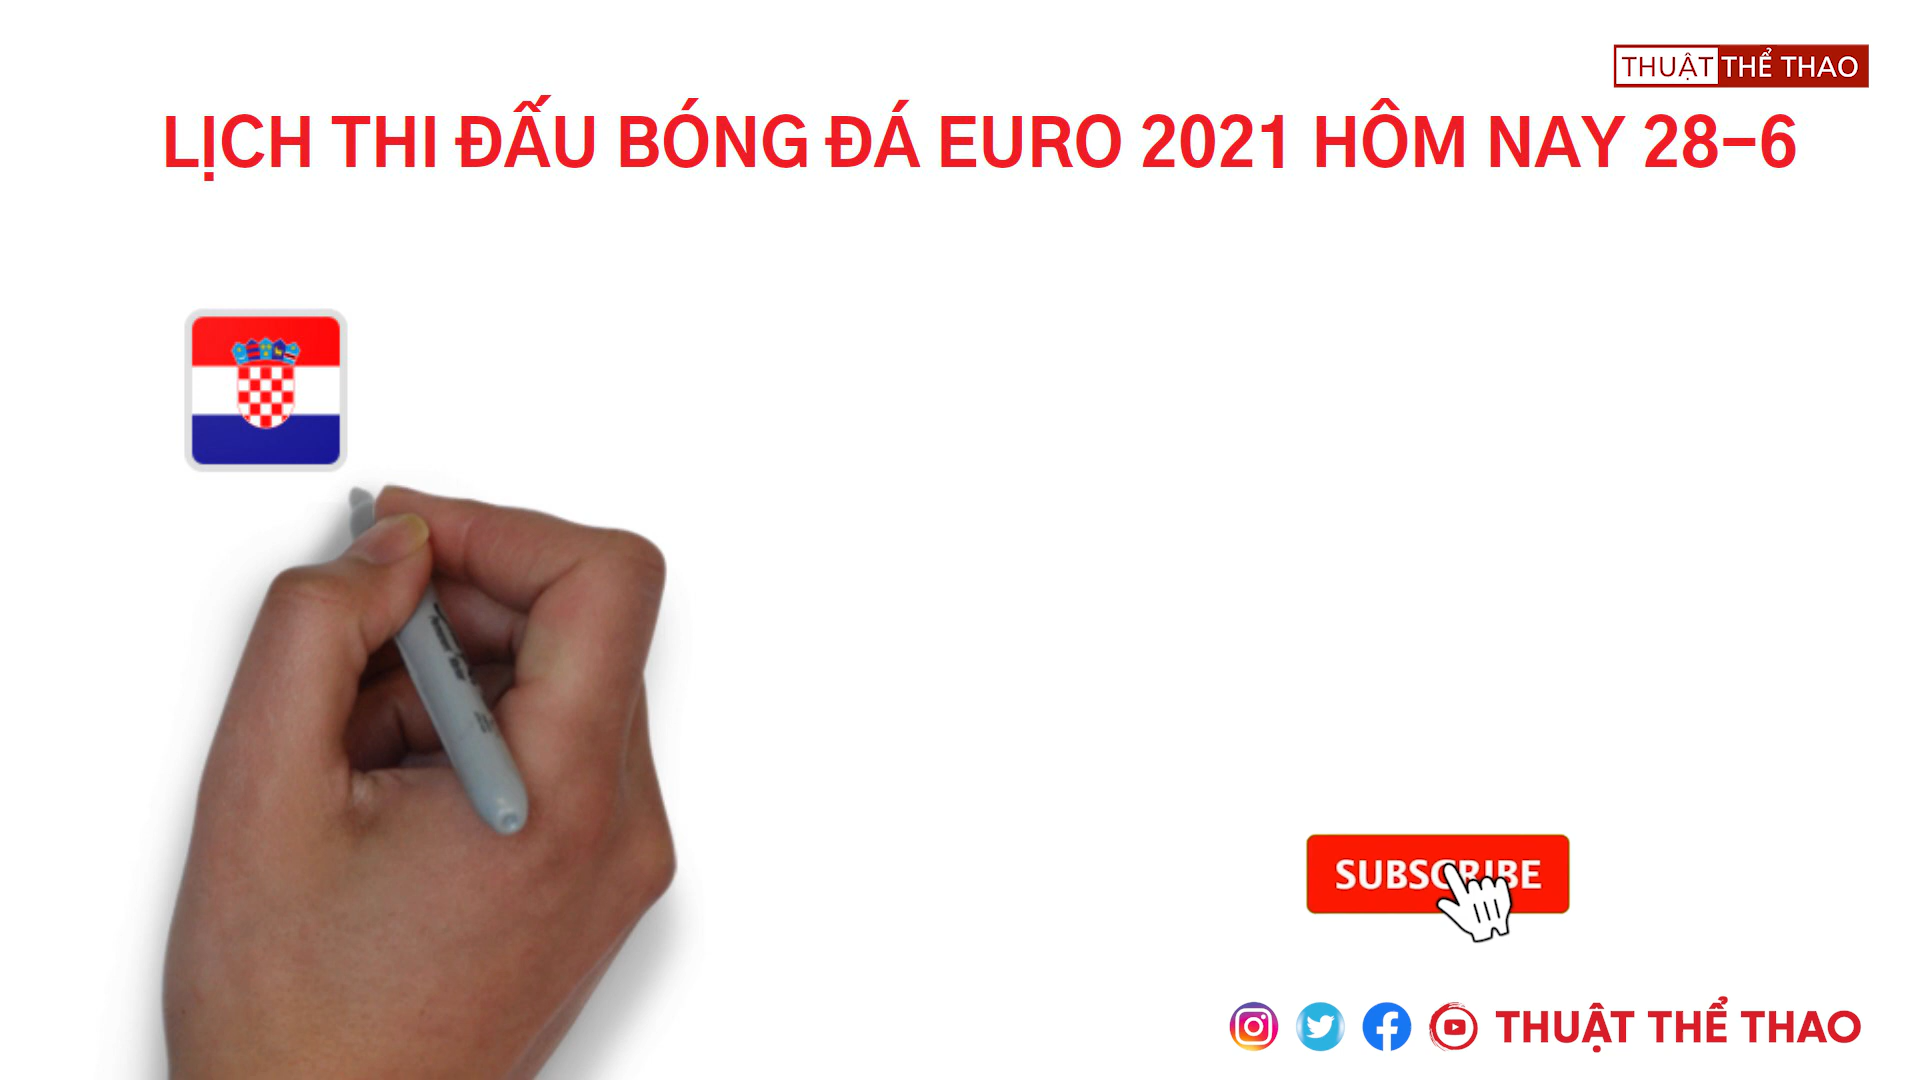 THUẬT THỂ THAO
LỊCH THI ĐẤU BÓNG ĐÁ EURO 2021 HÔM NAY 28-6
SUBSCRIBE
THUẬT THỂ THAO